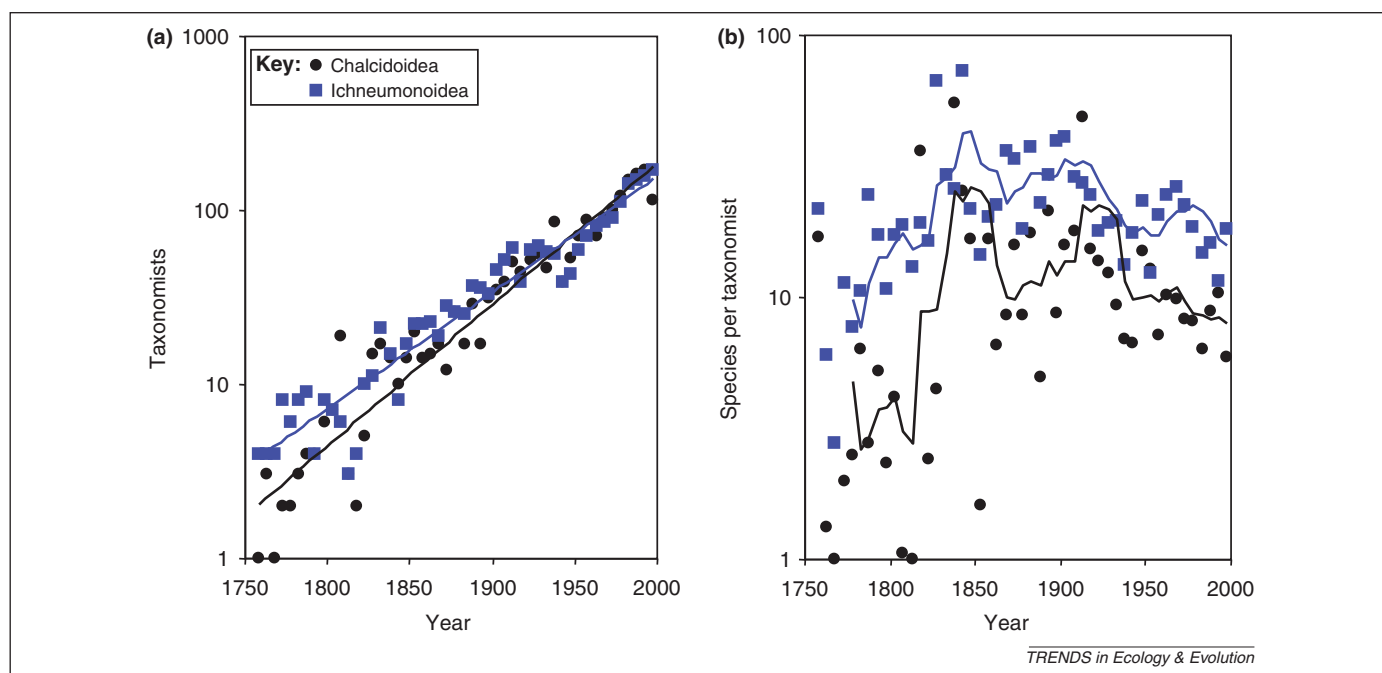 (a)
1000
100
10
1
Taxonomists
1750 1800 1850 1900 1950 2000
Year
Key:
Chalcidoidea
Ichneumonoidea
(b)
100
10
1
Species per taxonomist
1750 1800 1850 1900 1950 2000
Year
TRENDS in Ecology & Evolution